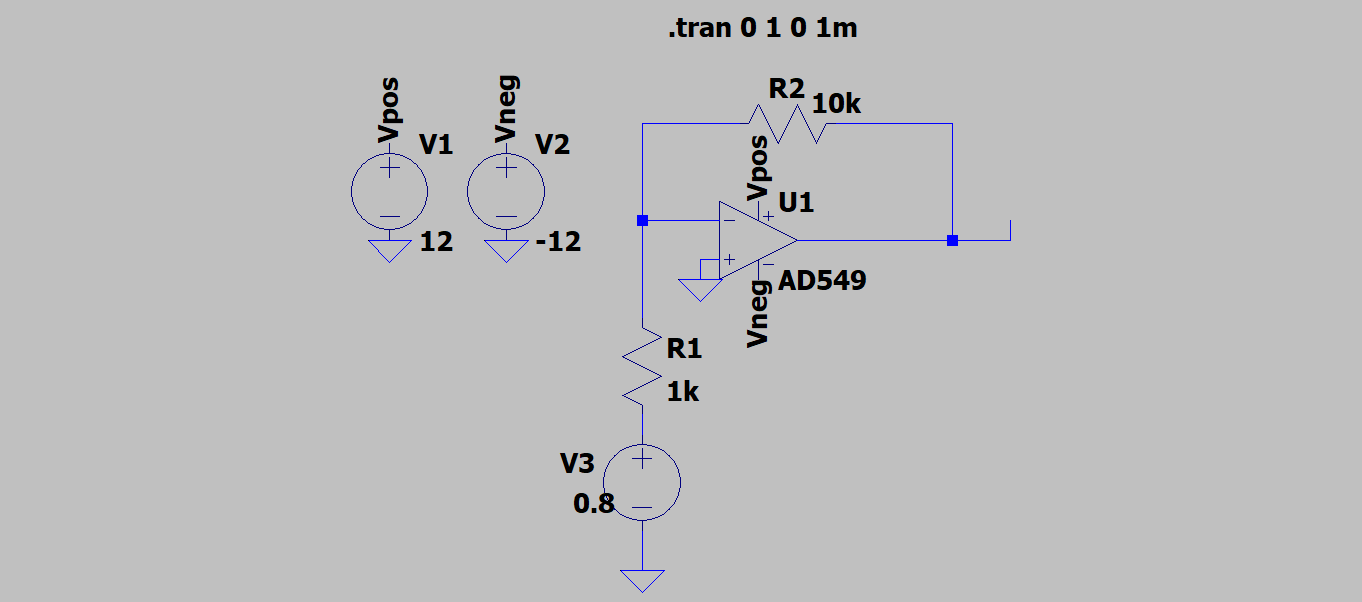 .tran 0 1 0 1m
R2
10k
Vpos
V1
12
Vneg
V2
-12
Vpos
U1
AD549
Vneg
R1
1k
V3
0.8